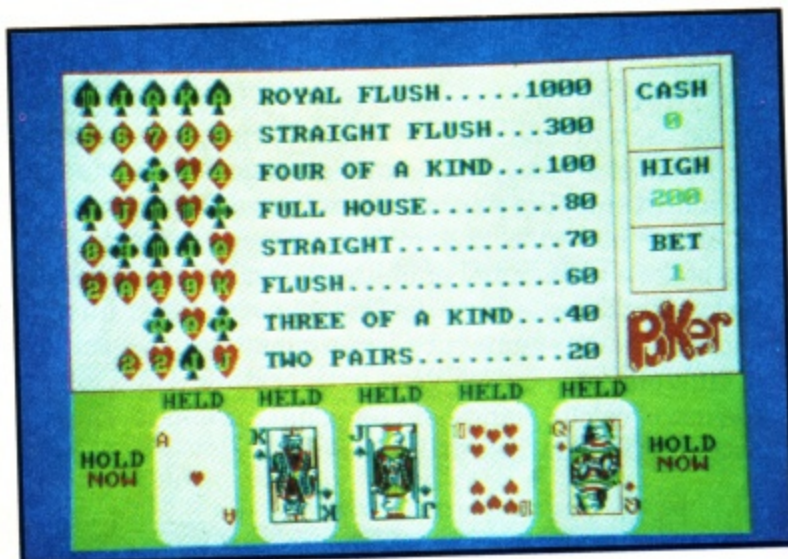 ROYAL FLUSH.....1000
STRAIGHT FLUSH...300
FOUR OF A KIND...100
FULL HOUSE........80
STRAIGHT..........70
FLUSH.............60
THREE OF A KIND...40
TWO PAIRS.........20
CASH
0
HIGH
200
BET
1
Poker
HELD HELD HELD HELD HELD
HOLD
NOW
A
A
K
K
J
J
10
10
Q
Q
HOLD
NOW